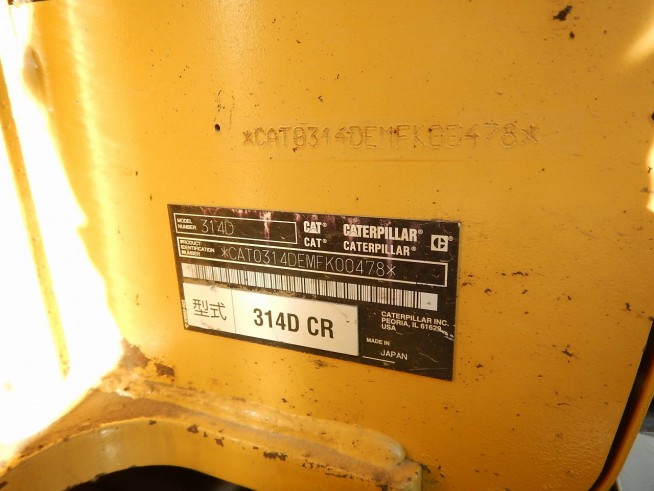 *CAT0314DEMFK00478*
MODEL NUMBER 314D
CAT® CATERPILLAR®
CAT® CATERPILLAR®
PRODUCT IDENTIFICATION NUMBER *CAT0314DEMFK00478*
型式 314D CR
CATERPILLAR INC.
PEORIA, IL 61629
USA
MADE IN
JAPAN